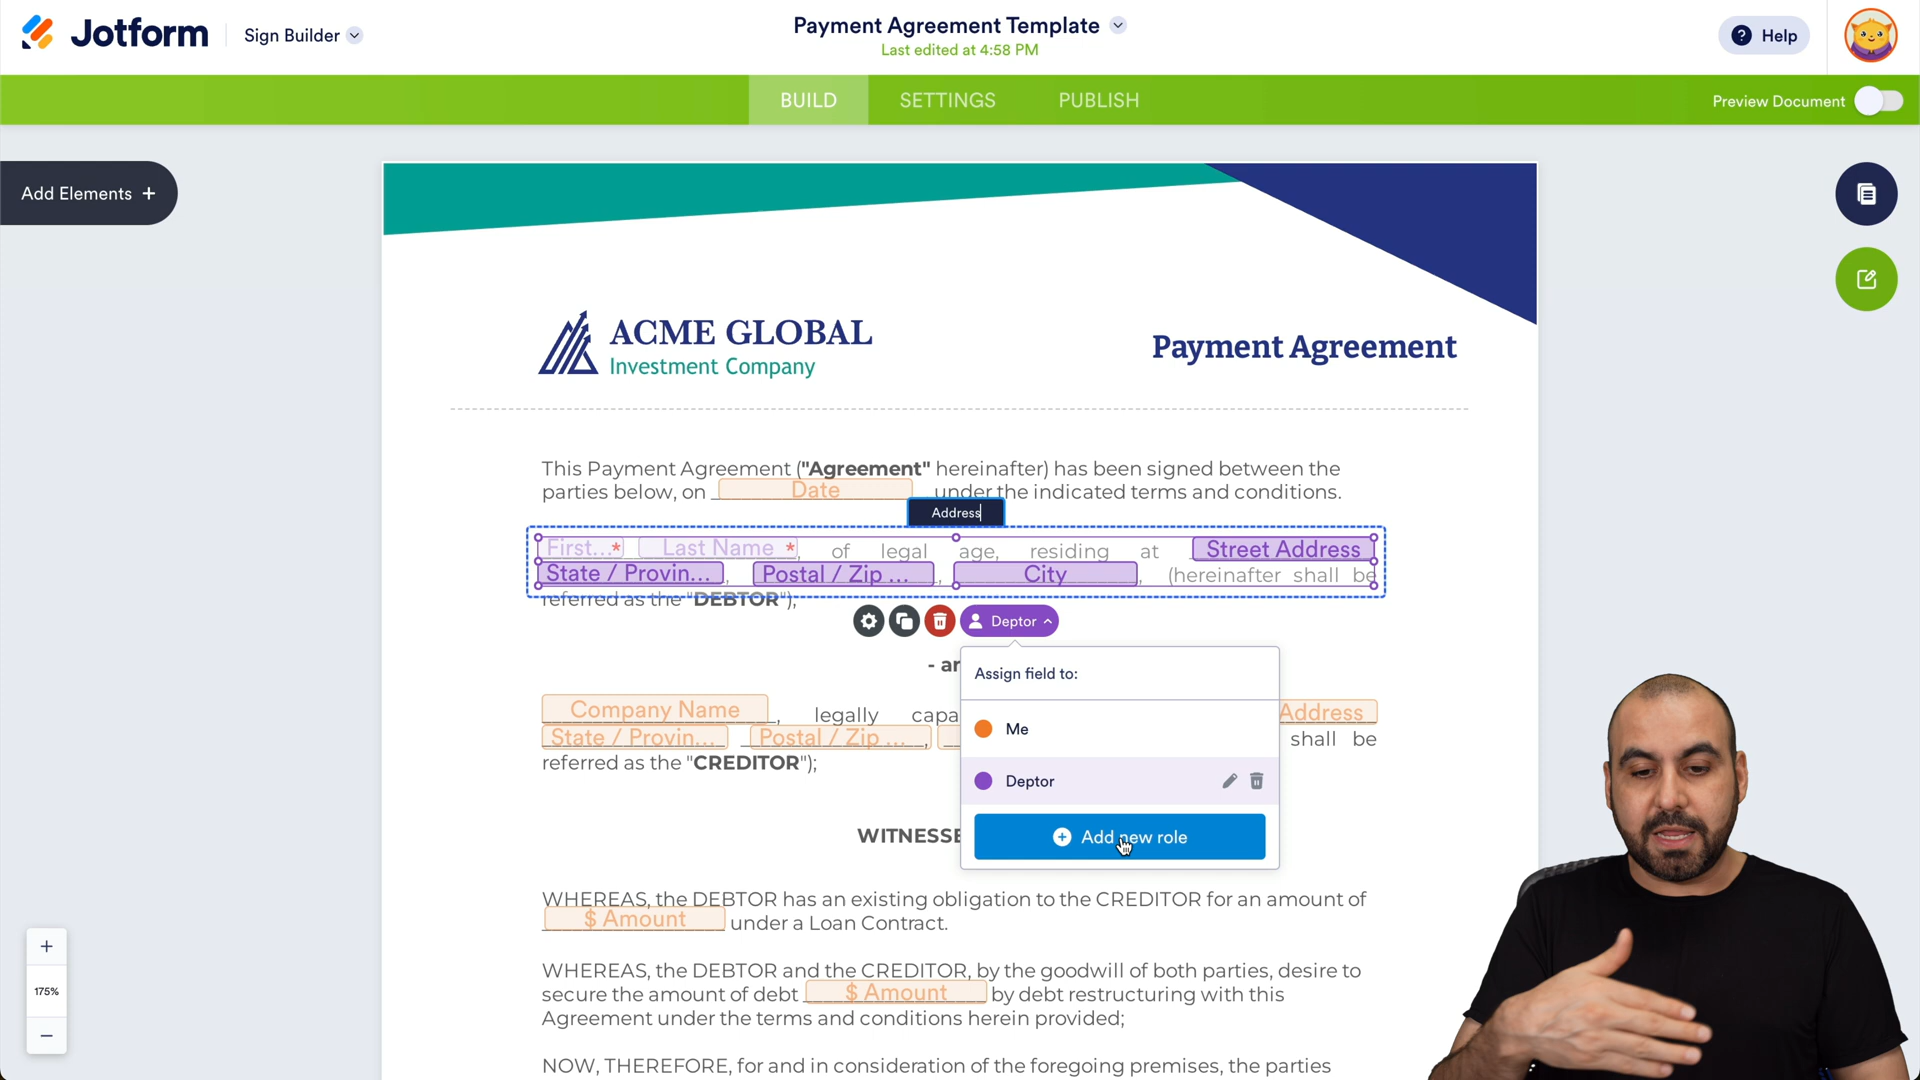 Jotform
Sign Builder
Payment Agreement Template
Last edited at 4:58 PM
? Help
BUILD
SETTINGS
PUBLISH
Preview Document
Add Elements +
ACME GLOBAL
Investment Company
Payment Agreement
This Payment Agreement ("Agreement" hereinafter) has been signed between the
parties below, on Date under the indicated terms and conditions.
Address
First...* Last Name *, of legal age, residing at Street Address
State / Provin..., Postal / Zip ..., City, (hereinafter shall be
referred as the "DEBTOR"),
Deptor
- an
Assign field to:
Company Name, legally capa Address
Me
State / Provin... Postal / Zip ..., shall be
referred as the "CREDITOR");
Deptor
WITNESSE
Add new role
WHEREAS, the DEBTOR has an existing obligation to the CREDITOR for an amount of
$ Amount under a Loan Contract.
WHEREAS, the DEBTOR and the CREDITOR, by the goodwill of both parties, desire to
secure the amount of debt $ Amount by debt restructuring with this
Agreement under the terms and conditions herein provided;
NOW, THEREFORE, for and in consideration of the foregoing premises, the parties
+
175%
−